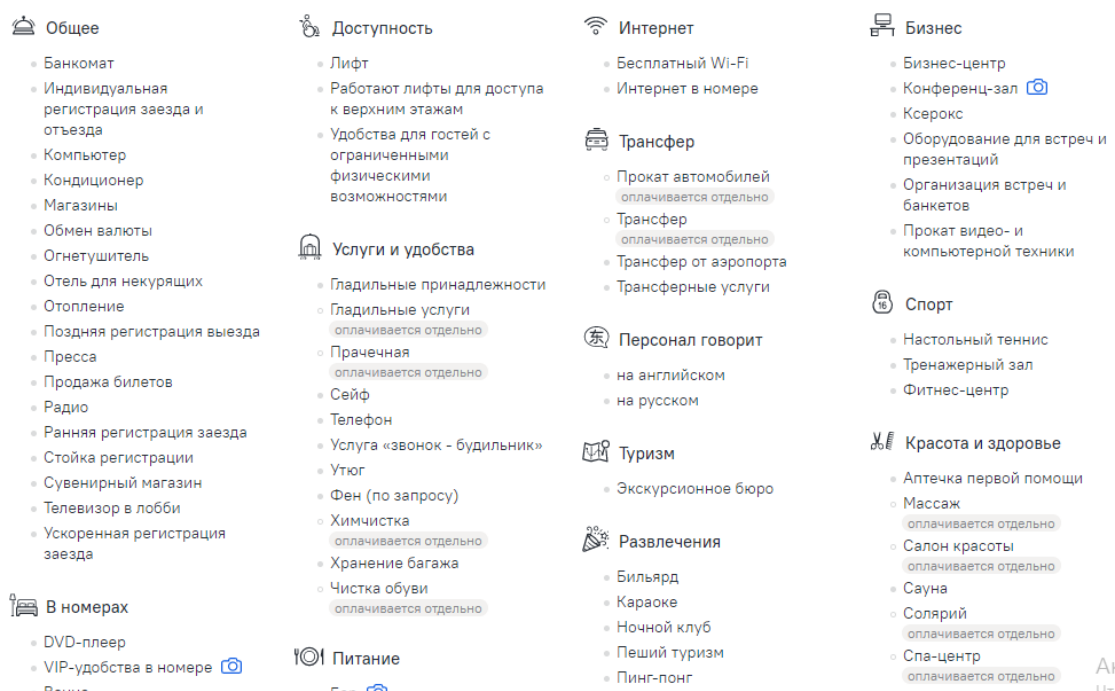 Общее
Банкомат
Индивидуальная
регистрация заезда и
отъезда
Компьютер
Кондиционер
Магазины
Обмен валюты
Огнетушитель
Отель для некурящих
Отопление
Поздняя регистрация выезда
Пресса
Продажа билетов
Радио
Ранняя регистрация заезда
Стойка регистрации
Сувенирный магазин
Телевизор в лобби
Ускоренная регистрация
заезда
В номерах
DVD-плеер
VIP-удобства в номере
Доступность
Лифт
Работают лифты для доступа
к верхним этажам
Удобства для гостей с
ограниченными
физическими
возможностями
Услуги и удобства
Гладильные принадлежности
Гладильные услуги
оплачивается отдельно
Прачечная
оплачивается отдельно
Сейф
Телефон
Услуга «звонок - будильник»
Утюг
Фен (по запросу)
Химчистка
оплачивается отдельно
Хранение багажа
Чистка обуви
оплачивается отдельно
Питание
Интернет
Бесплатный Wi-Fi
Интернет в номере
Трансфер
Прокат автомобилей
оплачивается отдельно
Трансфер
оплачивается отдельно
Трансфер от аэропорта
Трансферные услуги
东
Персонал говорит
на английском
на русском
Туризм
Экскурсионное бюро
Развлечения
Бильярд
Караоке
Ночной клуб
Пеший туризм
Пинг-понг
Бизнес
Бизнес-центр
Конференц-зал
Ксерокс
Оборудование для встреч и
презентаций
Организация встреч и
банкетов
Прокат видео- и
компьютерной техники
16
Спорт
Настольный теннис
Тренажерный зал
Фитнес-центр
Красота и здоровье
Аптечка первой помощи
Массаж
оплачивается отдельно
Салон красоты
оплачивается отдельно
Сауна
Солярий
оплачивается отдельно
Спа-центр
оплачивается отдельно